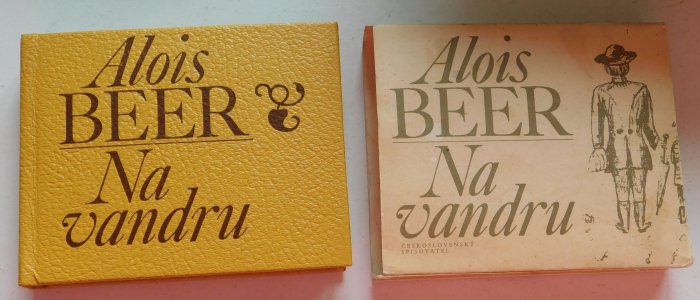 Alois
BEER
Na
vandru
Alois
BEER
Na
vandru
ČESKOSLOVENSKÝ
SPISOVATEL